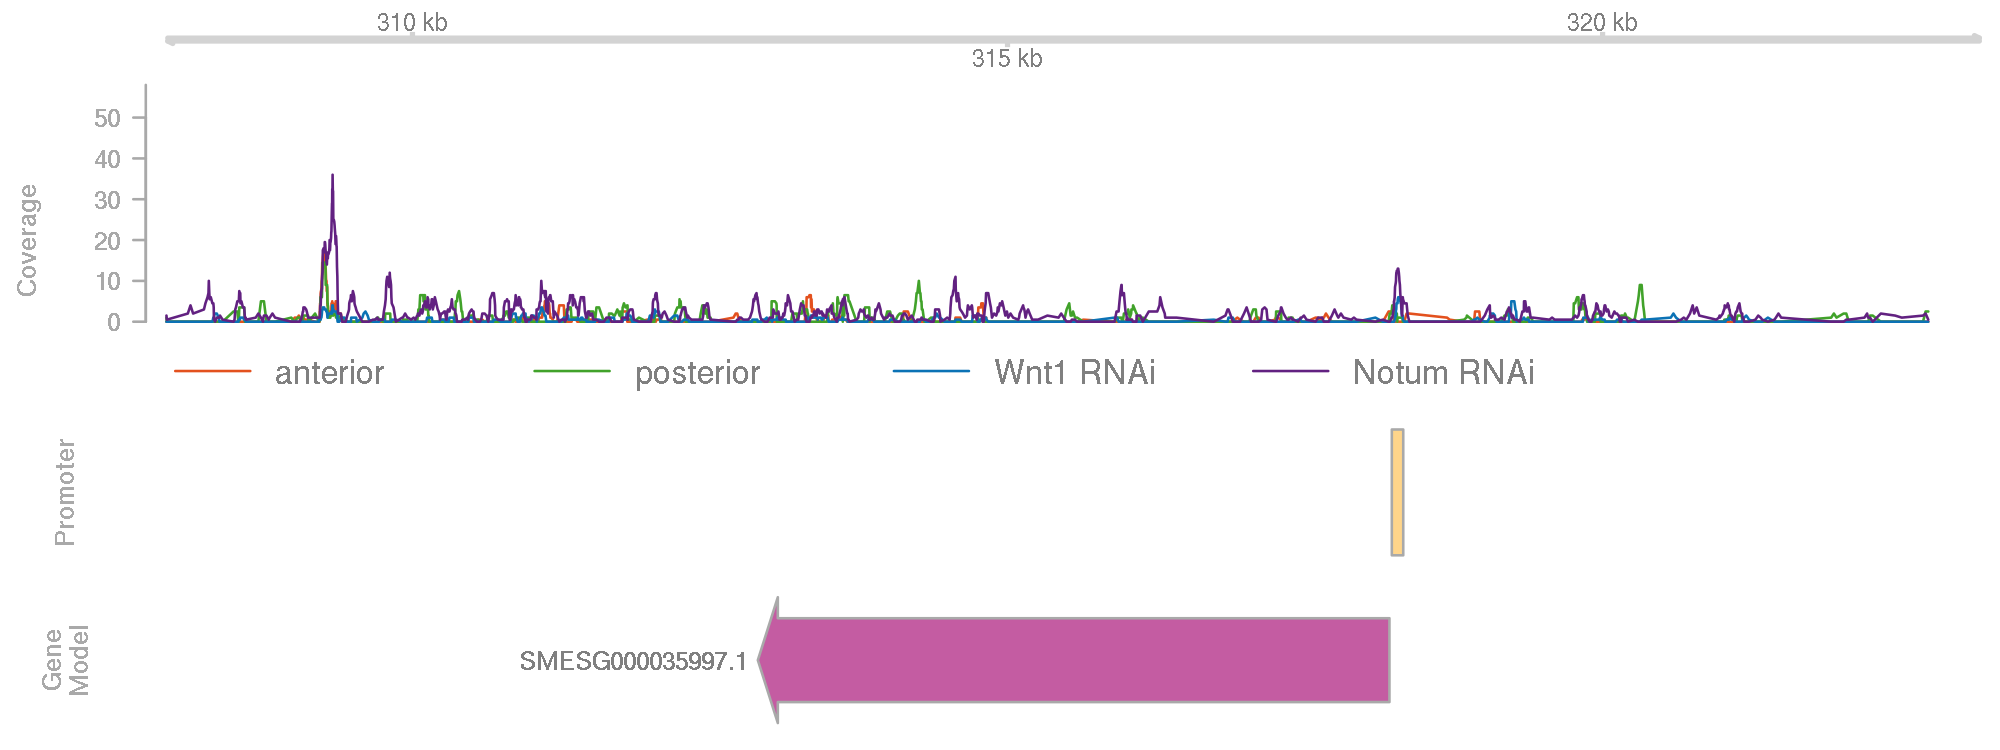 310 kb
320 kb
315 kb
Coverage
50
40
30
20
10
0
anterior
posterior
Wnt1 RNAi
Notum RNAi
Promoter
Gene
Model
SMESG000035997.1